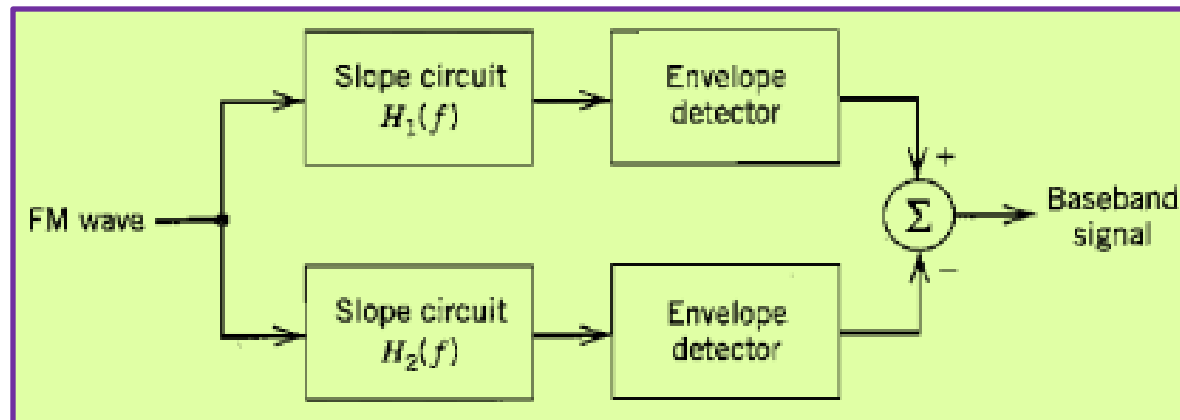 Slope circuit
H₁(f)
Envelope
detector
+
FM wave
Σ
Baseband
signal
−
Slope circuit
H₂(f)
Envelope
detector